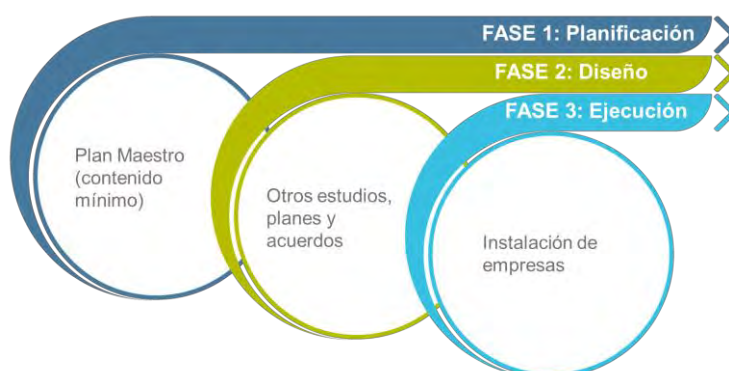 FASE 1: Planificación
FASE 2: Diseño
FASE 3: Ejecución
Plan Maestro
(contenido
mínimo)
Otros estudios,
planes y
acuerdos
Instalación de
empresas